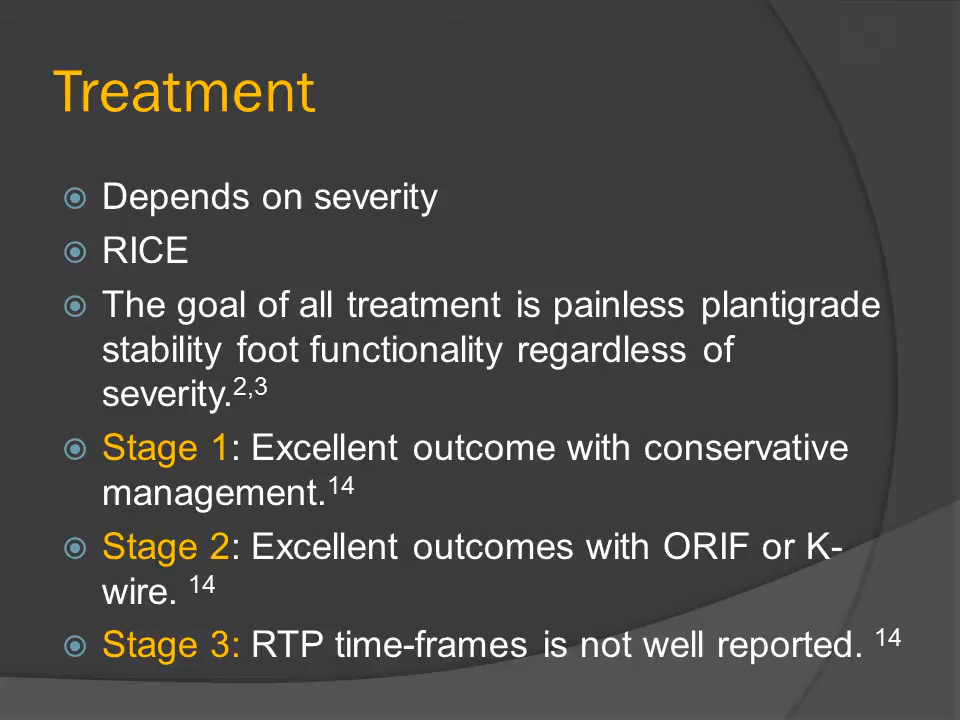 Treatment
Depends on severity
RICE
The goal of all treatment is painless plantigrade
stability foot functionality regardless of
severity.2,3
Stage 1: Excellent outcome with conservative
management.14
Stage 2: Excellent outcomes with ORIF or K-
wire. 14
Stage 3: RTP time-frames is not well reported. 14